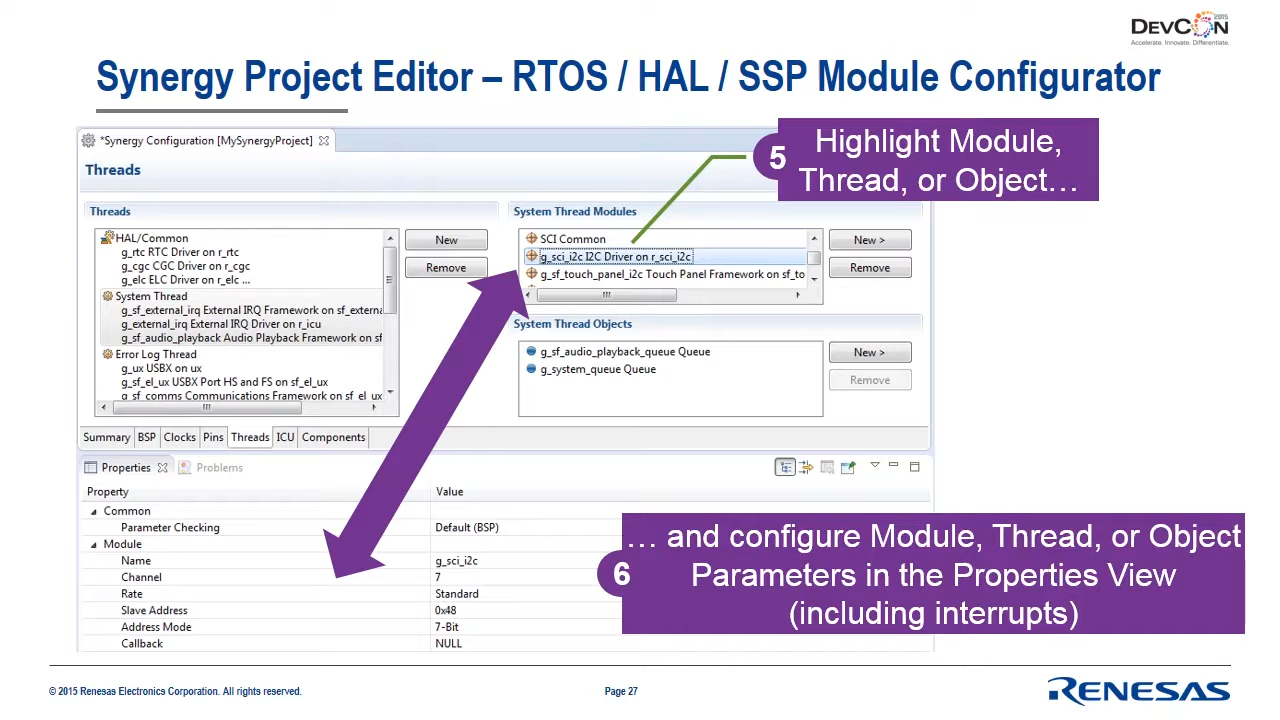 DevCon 2015
Accelerate. Innovate. Differentiate.
Synergy Project Editor – RTOS / HAL / SSP Module Configurator
*Synergy Configuration [MySynergyProject]
Threads
5
Highlight Module,
Thread, or Object…
Threads
HAL/Common
g_rtc RTC Driver on r_rtc
g_cgc CGC Driver on r_cgc
g_elc ELC Driver on r_elc ...
System Thread
g_sf_external_irq External IRQ Framework on sf_externa
g_external_irq External IRQ Driver on r_icu
g_sf_audio_playback Audio Playback Framework on sf
Error Log Thread
g_ux USBX on ux
g_sf_el_ux USBX Port HS and FS on sf_el_ux
g_sf_comms Communications Framework on sf_el_ux
New
Remove
System Thread Modules
SCI Common
g_sci_i2c I2C Driver on r_sci_i2c
g_sf_touch_panel_i2c Touch Panel Framework on sf_to
New >
Remove
System Thread Objects
g_sf_audio_playback_queue Queue
g_system_queue Queue
New >
Remove
Summary BSP Clocks Pins Threads ICU Components
Properties Problems
Property Value
Common
Parameter Checking Default (BSP)
Module
Name g_sci_i2c
Channel 7
Rate Standard
Slave Address 0x48
Address Mode 7-Bit
Callback NULL
6
… and configure Module, Thread, or Object
Parameters in the Properties View
(including interrupts)
© 2015 Renesas Electronics Corporation. All rights reserved.
Page 27
RENESAS